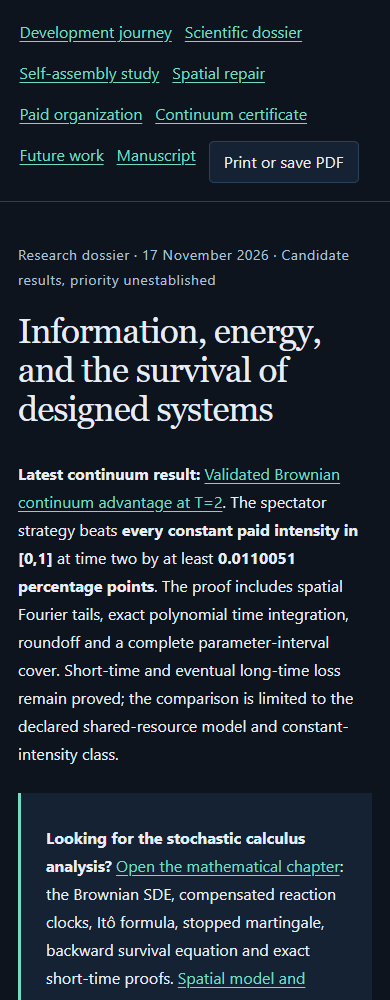 Development journey Scientific dossier
Self-assembly study Spatial repair
Paid organization Continuum certificate
Future work Manuscript Print or save PDF
Research dossier · 17 November 2026 · Candidate
results, priority unestablished
Information, energy,
and the survival of
designed systems
Latest continuum result: Validated Brownian
continuum advantage at T=2. The spectator
strategy beats every constant paid intensity in
[0,1] at time two by at least 0.0110051
percentage points. The proof includes spatial
Fourier tails, exact polynomial time integration,
roundoff and a complete parameter-interval
cover. Short-time and eventual long-time loss
remain proved; the comparison is limited to the
declared shared-resource model and constant-
intensity class.
Looking for the stochastic calculus
analysis? Open the mathematical chapter:
the Brownian SDE, compensated reaction
clocks, Itô formula, stopped martingale,
backward survival equation and exact
short-time proofs. Spatial model and